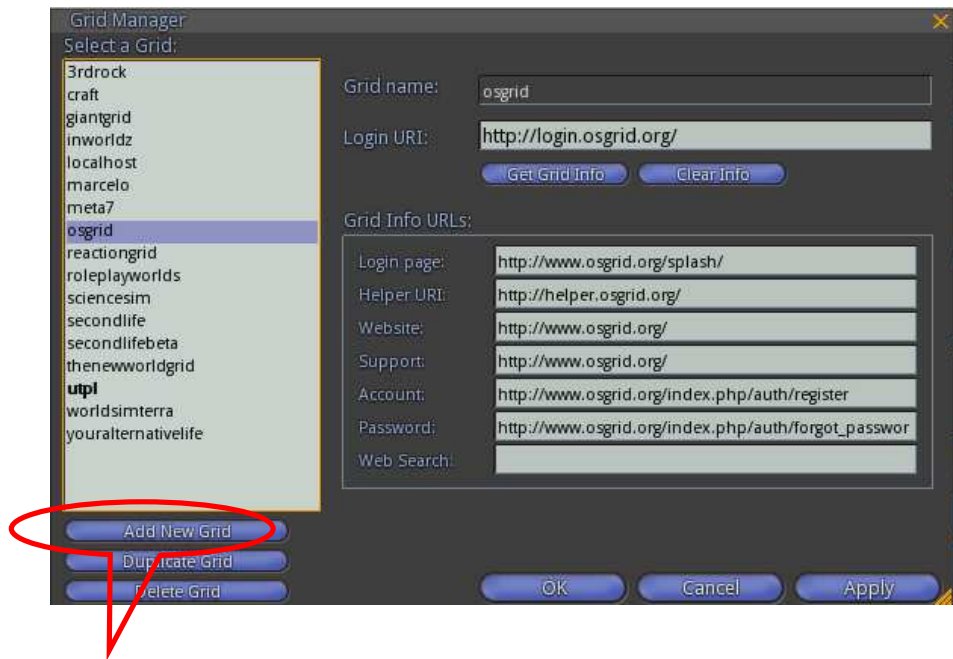 Grid Manager
Select a Grid:
3rdrock
craft
giantgrid
inworldz
localhost
marcelo
meta7
osgrid
reactiongrid
roleplayworlds
sciencesim
secondlife
secondlifebeta
thenewworldgrid
utpl
worldsimterra
youralternativelife
Add New Grid
Duplicate Grid
Delete Grid
Grid name: osgrid
Login URI: http://login.osgrid.org/
Get Grid Info Clear Info
Grid Info URLs:
Login page: http://www.osgrid.org/splash/
Helper URI: http://helper.osgrid.org/
Website: http://www.osgrid.org/
Support: http://www.osgrid.org/
Account: http://www.osgrid.org/index.php/auth/register
Password: http://www.osgrid.org/index.php/auth/forgot_passwor
Web Search:
OK Cancel Apply